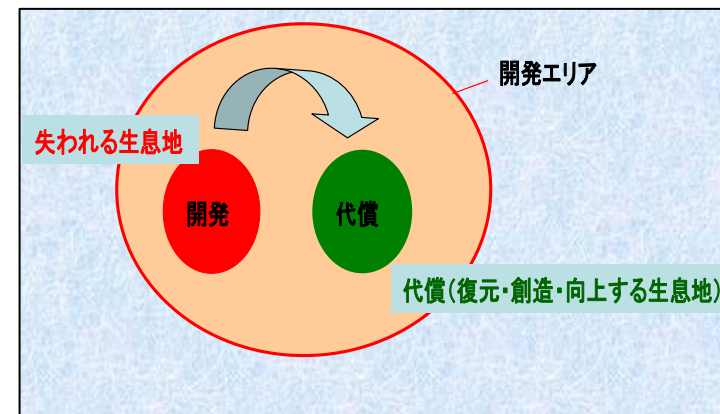 開発エリア
失われる生息地
開発
代償
代償(復元・創造・向上する生息地)